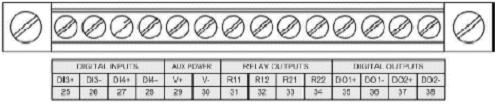 DIGITAL INPUTS AUX POWER RELAY OUTPUTS DIGITAL OUTPUTS
DI3+ DI3- DI4+ DI4- V+ V- R11 R12 R21 R22 DO1+ DO1- DO2+ DO2-
25 26 27 28 29 30 31 32 33 34 35 36 37 38